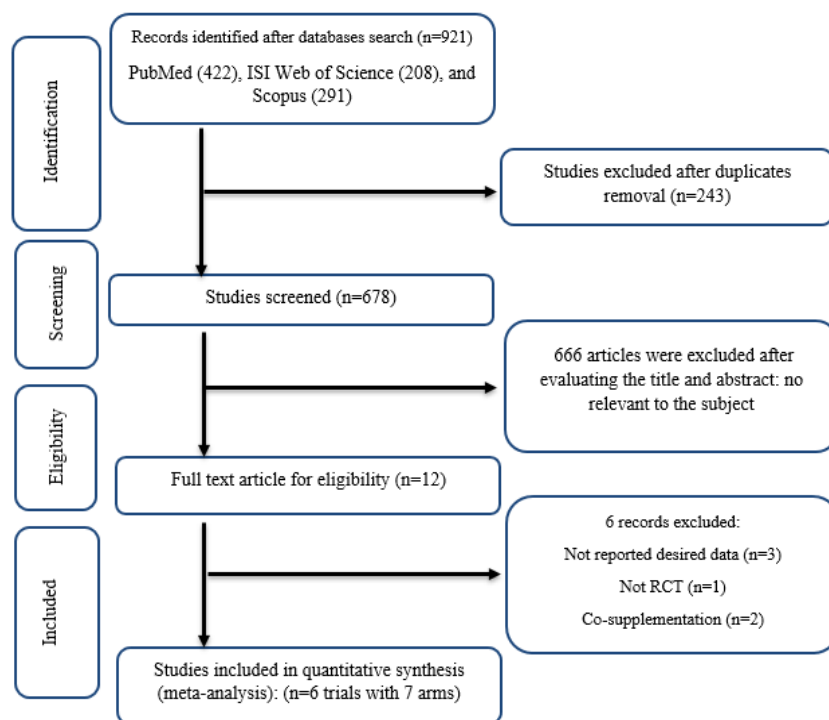 Records identified after databases search (n=921)
PubMed (422), ISI Web of Science (208), and
Scopus (291)
Identification
Studies excluded after duplicates
removal (n=243)
Screening
Studies screened (n=678)
666 articles were excluded after
evaluating the title and abstract: no
relevant to the subject
Eligibility
Full text article for eligibility (n=12)
6 records excluded:
Not reported desired data (n=3)
Not RCT (n=1)
Co-supplementation (n=2)
Included
Studies included in quantitative synthesis
(meta-analysis): (n=6 trials with 7 arms)